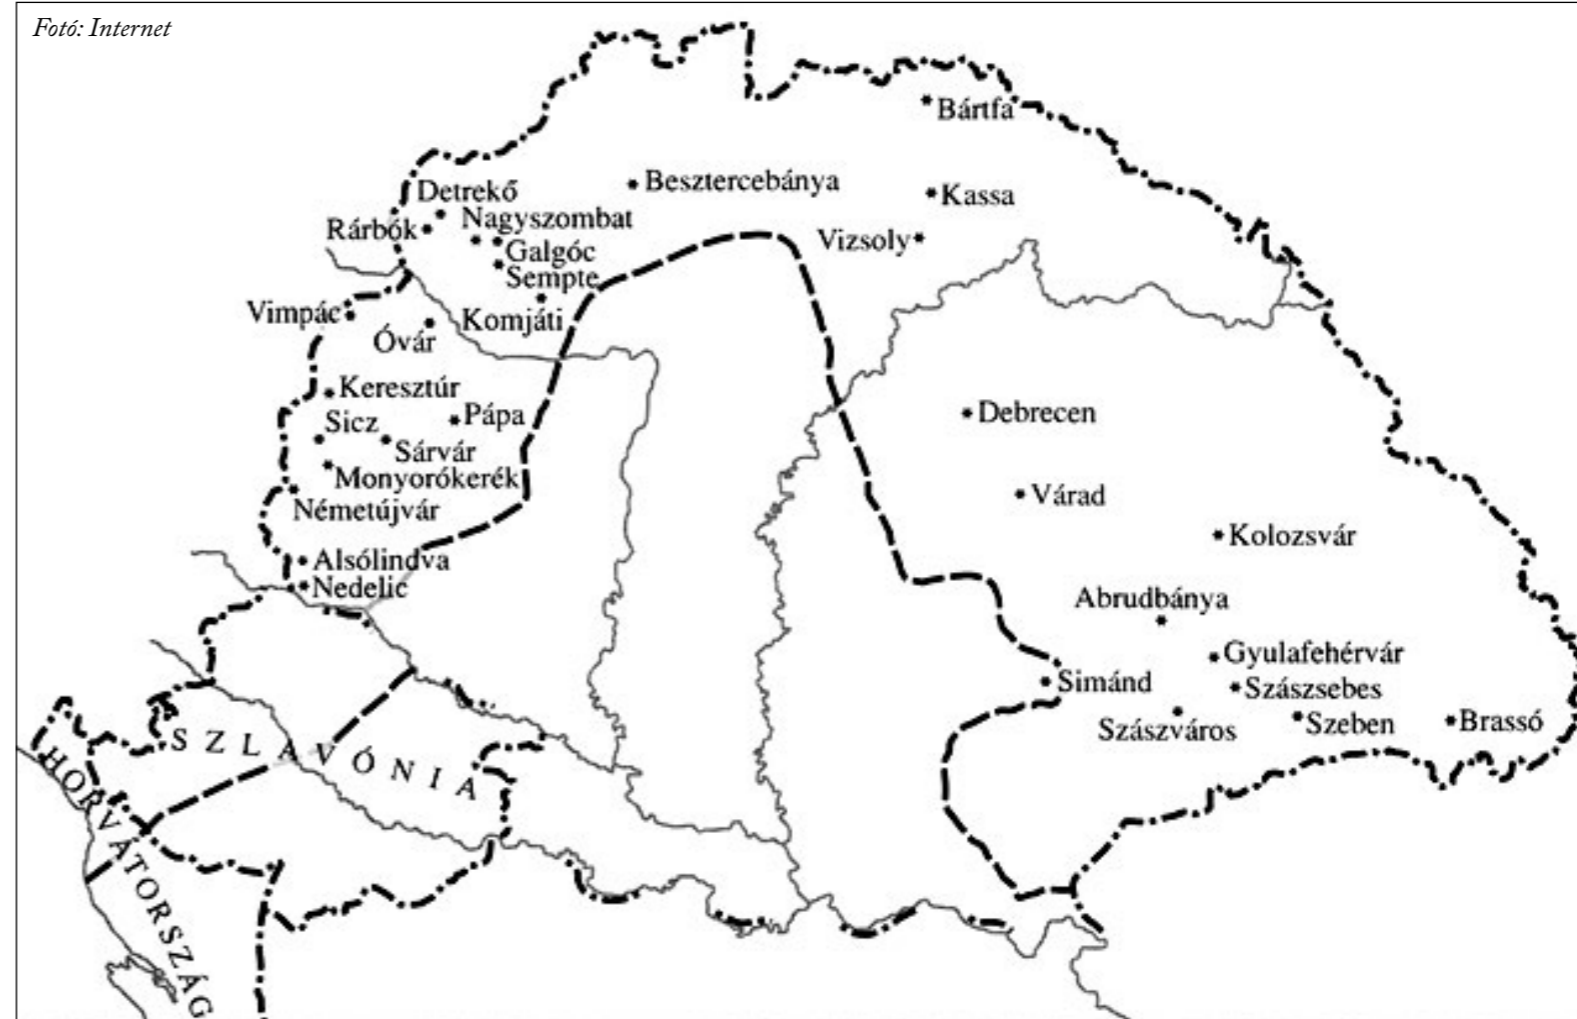 Fotó: Internet
Bártfa
Besztercebánya
Kassa
Detrekő
Nagyszombat
Rárbók
Galgóc
Vizsoly
Sempte
Vimpác
Komjáti
Óvár
Keresztúr
Pápa
Debrecen
Sicz
Sárvár
Monyorókerék
Várad
Németújvár
Kolozsvár
Alsólindva
Nedelic
Abrudbánya
Gyulafehérvár
Simánd
Szászsebes
Szászváros
Szeben
Brassó
SZLAVÓNIA
HORVÁTORSZÁG